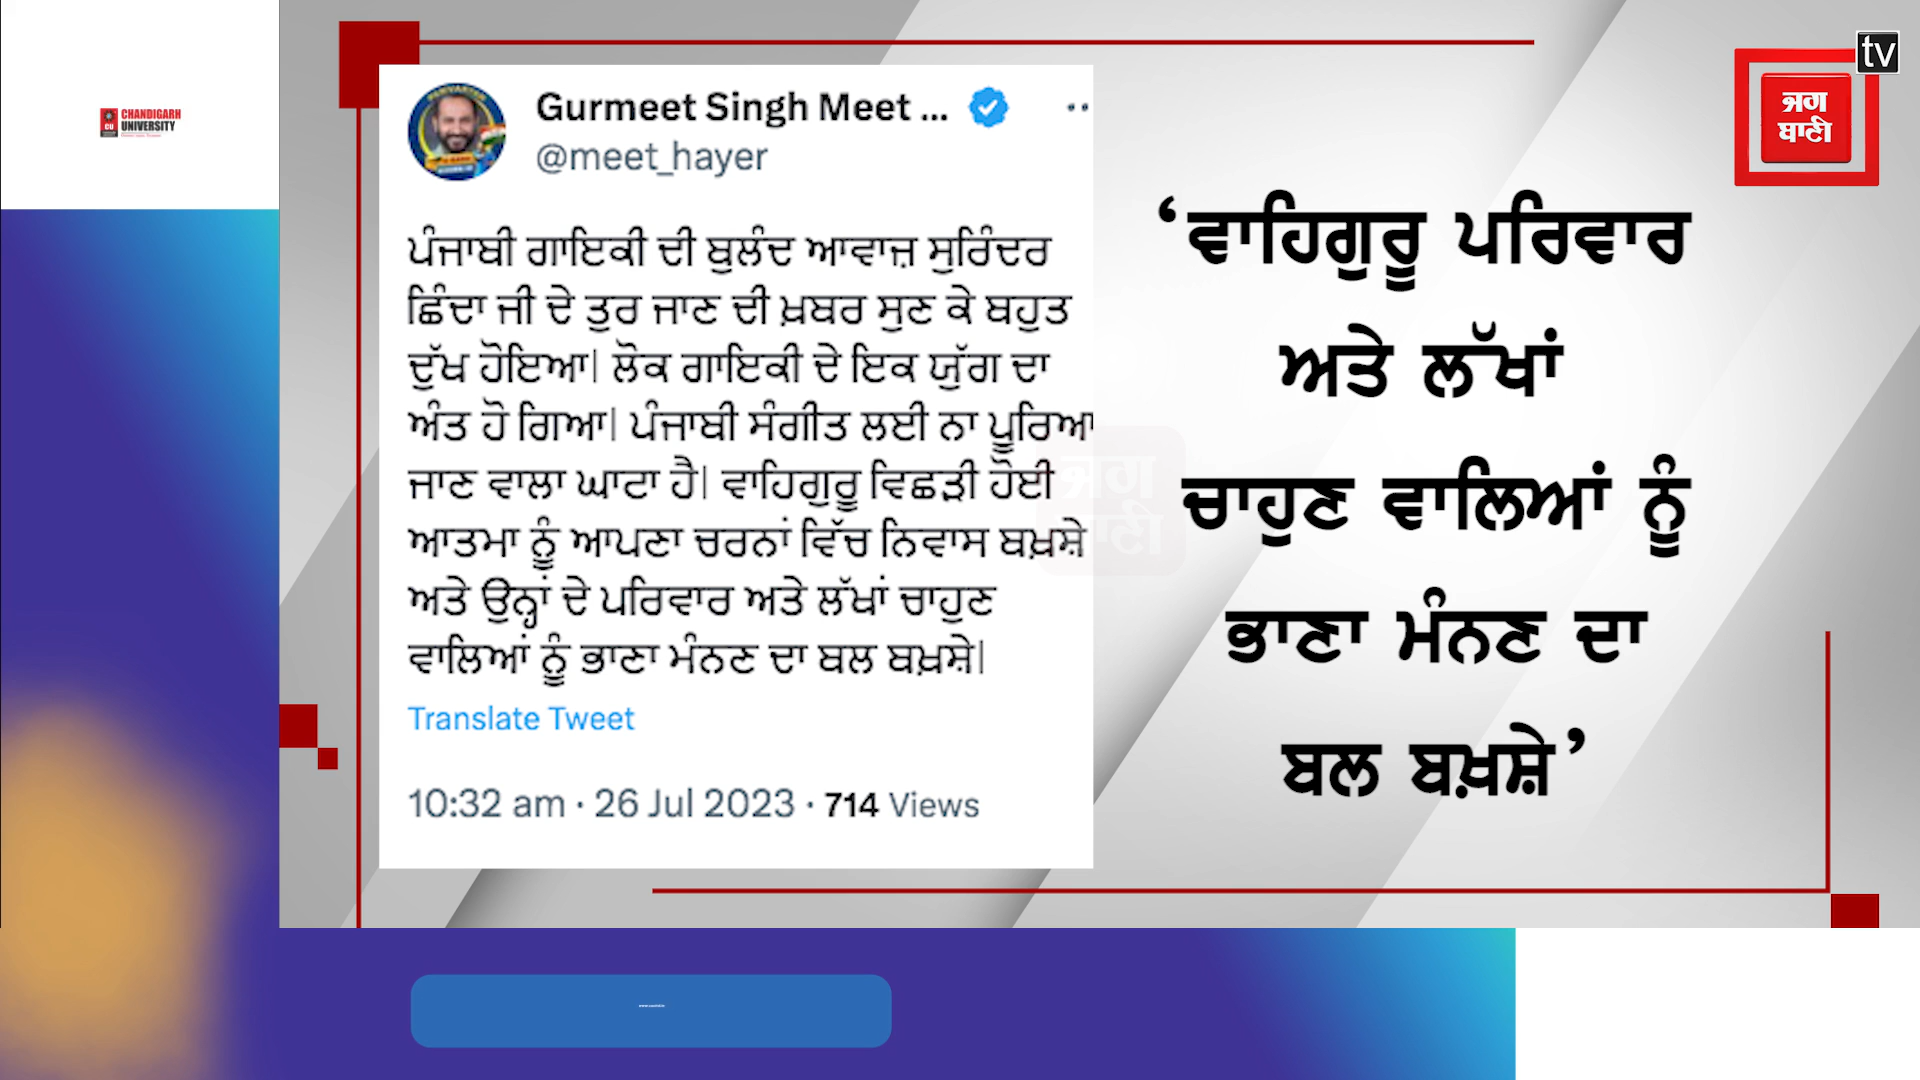 CHANDIGARH
UNIVERSITY
CU
Gurmeet Singh Meet ...
@meet_hayer
ਪੰਜਾਬੀ ਗਾਇਕੀ ਦੀ ਬੁਲੰਦ ਆਵਾਜ਼ ਸੁਰਿੰਦਰ
ਛਿੰਦਾ ਜੀ ਦੇ ਤੁਰ ਜਾਣ ਦੀ ਖ਼ਬਰ ਸੁਣ ਕੇ ਬਹੁਤ
ਦੁੱਖ ਹੋਇਆ। ਲੋਕ ਗਾਇਕੀ ਦੇ ਇਕ ਯੁੱਗ ਦਾ
ਅੰਤ ਹੋ ਗਿਆ। ਪੰਜਾਬੀ ਸੰਗੀਤ ਲਈ ਨਾ ਪੂਰਿਆ
ਜਾਣ ਵਾਲਾ ਘਾਟਾ ਹੈ। ਵਾਹਿਗੁਰੂ ਵਿਛੜੀ ਹੋਈ
ਆਤਮਾ ਨੂੰ ਆਪਣਾ ਚਰਨਾਂ ਵਿੱਚ ਨਿਵਾਸ ਬਖ਼ਸ਼ੇ
ਅਤੇ ਉਨ੍ਹਾਂ ਦੇ ਪਰਿਵਾਰ ਅਤੇ ਲੱਖਾਂ ਚਾਹੁਣ
ਵਾਲਿਆਂ ਨੂੰ ਭਾਣਾ ਮੰਨਣ ਦਾ ਬਲ ਬਖ਼ਸ਼ੇ।
Translate Tweet
10:32 am · 26 Jul 2023 · 714 Views
‘ਵਾਹਿਗੁਰੂ ਪਰਿਵਾਰ
ਅਤੇ ਲੱਖਾਂ
ਚਾਹੁਣ ਵਾਲਿਆਂ ਨੂੰ
ਭਾਣਾ ਮੰਨਣ ਦਾ
ਬਲ ਬਖ਼ਸ਼ੇ’
tv
ਜਗ
ਬਾਣੀ
ਜਗ
ਬਾਣੀ